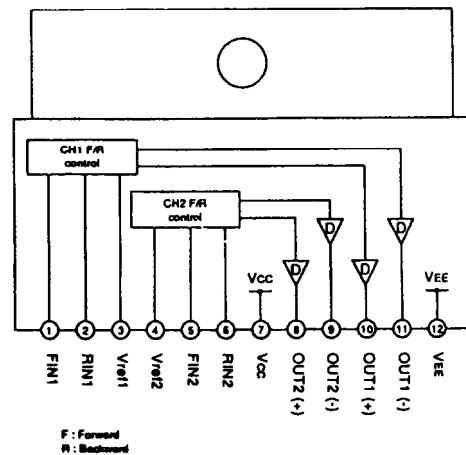 CH1 F/R
control
CH2 F/R
control
D
D
D
D
VCC
VEE
1 2 3 4 5 6 7 8 9 10 11 12
FIN1
RIN1
Vref1
Vref2
FIN2
RIN2
Vcc
OUT2 (+)
OUT2 (-)
OUT1 (+)
OUT1 (-)
VEE
F : Forward
R : Backward